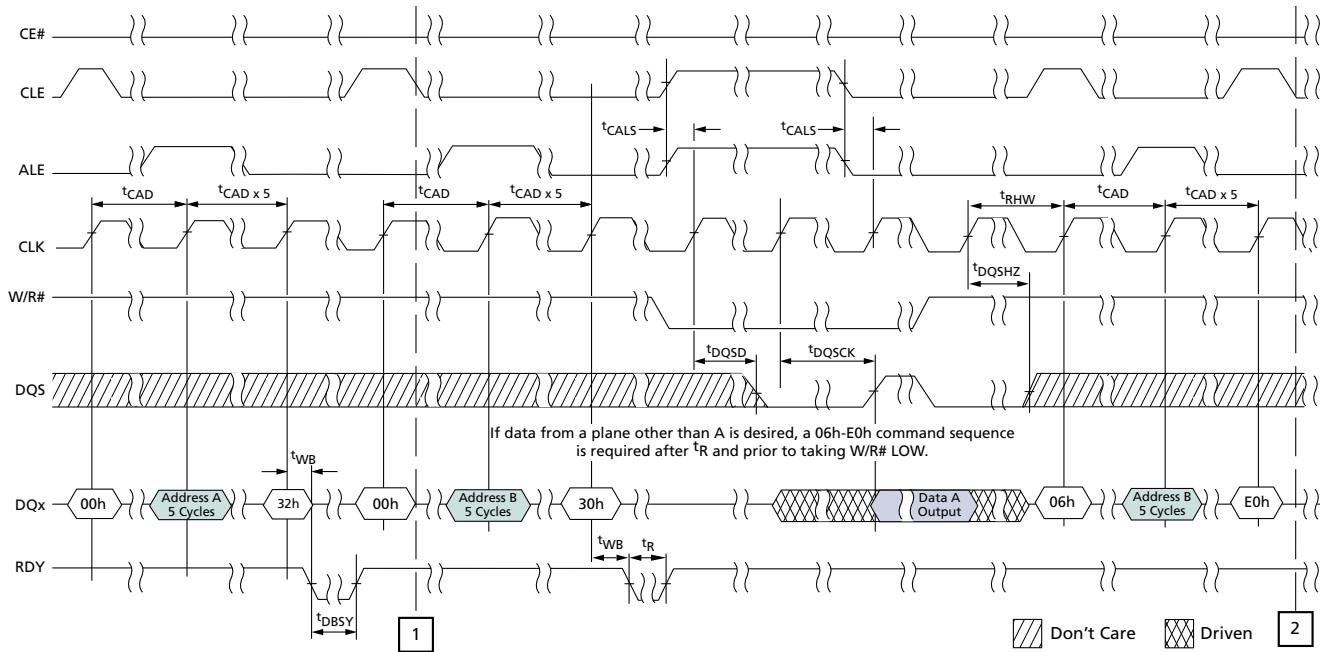 CE#
CLE
tCALS
tCALS
ALE
tCAD
tCAD x 5
tCAD
tCAD x 5
tRHW
tCAD
tCAD x 5
CLK
tDQSHZ
W/R#
tDQSD
tDQSCK
DQS
If data from a plane other than A is desired, a 06h-E0h command sequence
is required after tR and prior to taking W/R# LOW.
tWB
DQx
00h
Address A
5 Cycles
32h
00h
Address B
5 Cycles
30h
Data A
Output
06h
Address B
5 Cycles
E0h
tWB
tR
RDY
tDBSY
1
Don't Care
Driven
2